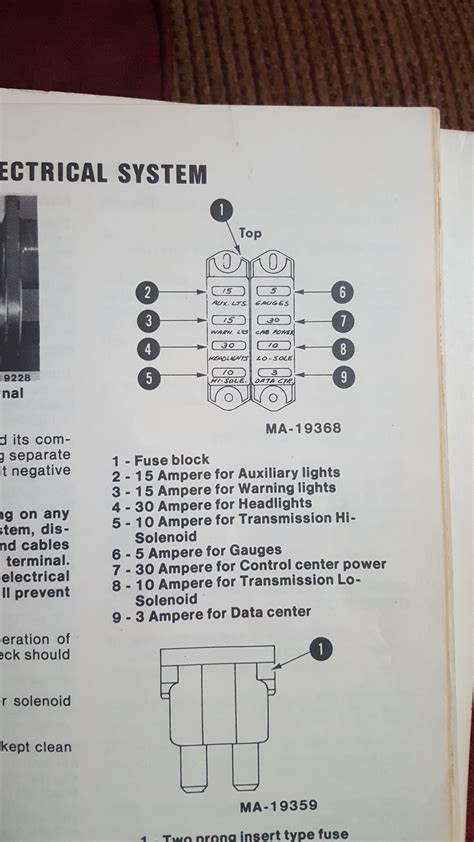 ECTRICAL SYSTEM
1
Top
2
15
5
6
AUX. LTS.
GAUGES
3
15
30
7
WARN. LTS
CAB POWER
4
30
10
8
HEADLIGHTS
LO-SOLE
5
10
3
9
HI-SOLE.
DATA CTR.
9228
nal
MA-19368
1 - Fuse block
2 - 15 Ampere for Auxiliary lights
3 - 15 Ampere for Warning lights
4 - 30 Ampere for Headlights
5 - 10 Ampere for Transmission Hi-
Solenoid
6 - 5 Ampere for Gauges
7 - 30 Ampere for Control center power
8 - 10 Ampere for Transmission Lo-
Solenoid
9 - 3 Ampere for Data center
d its com-
g separate
t negative
ng on any
stem, dis-
nd cables
terminal.
electrical
ll prevent
eration of
eck should
r solenoid
kept clean
1
MA-19359
1 - Two prong insert type fuse